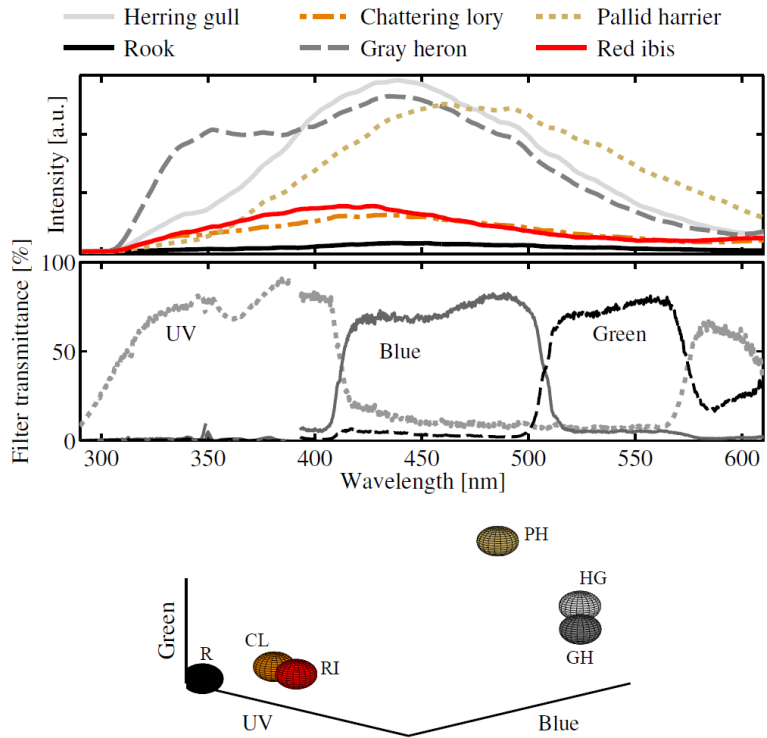 Herring gull Chattering lory Pallid harrier
Rook Gray heron Red ibis
Intensity [a.u.]
Filter transmittance [%]
100
50
0
UV
Blue
Green
290 350 400 450 500 550 600
Wavelength [nm]
PH
HG
GH
CL
R
RI
Green
UV
Blue